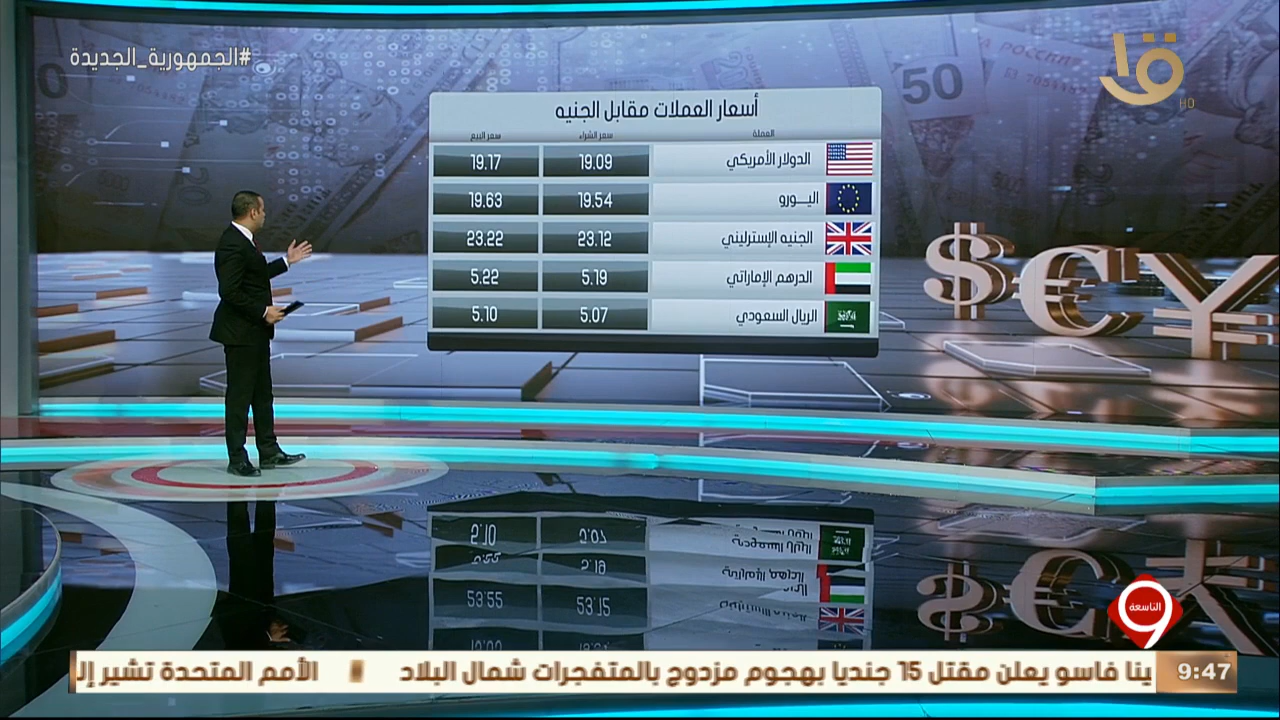 #الجمهورية_الجديدة
HD
50
أسعار العملات مقابل الجنيه
العملة سعر الشراء سعر البيع
الدولار الأمريكي 19.09 19.17
اليـــورو 19.54 19.63
الجنيه الإسترليني 23.12 23.22
الدرهم الإماراتي 5.19 5.22
الريال السعودي 5.07 5.10
$ € ¥
التاسعة
9
9:47
ينا فاسو يعلن مقتل 15 جنديا بهجوم مزدوج بالمتفجرات شمال البلاد
الأمم المتحدة تشير إل